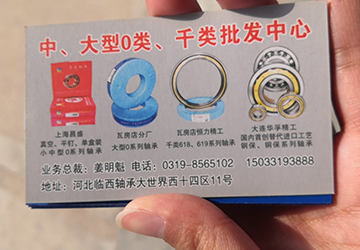 中、大型0类、千类批发中心
上海昌盛
真空、平钉、单盒装
小中型0系列轴承
瓦房店分厂
大型0系列轴承
瓦房店恒力精工
千类618、619系列轴承
大连华孚精工
国内首创替代进口工艺
铜保、钢保系列轴承
业务总裁：姜明魁 电话：0319-8565102 15033193888
地址：河北临西轴承大世界西十四区11号